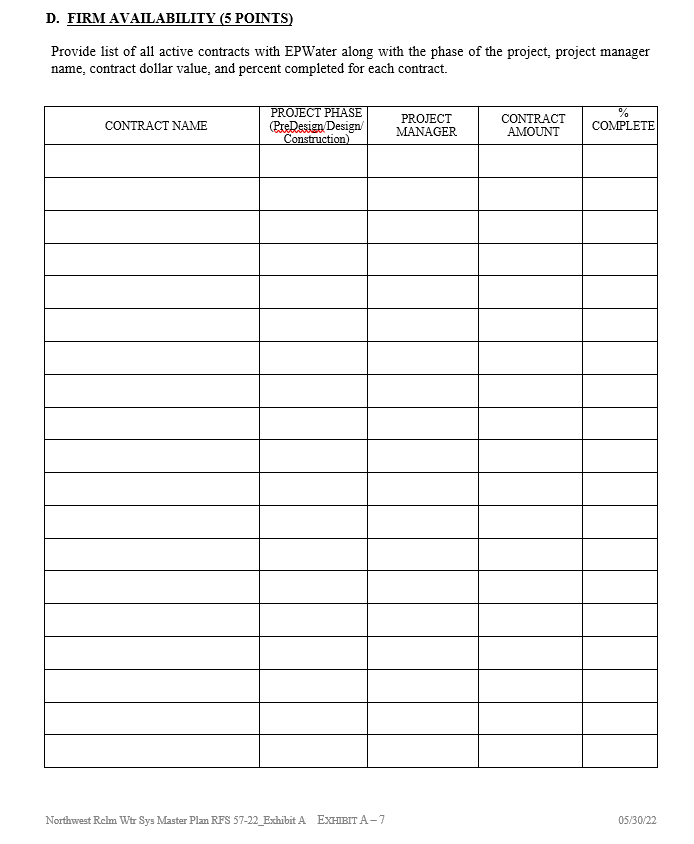 D. FIRM AVAILABILITY (5 POINTS)
Provide list of all active contracts with EPWater along with the phase of the project, project manager
name, contract dollar value, and percent completed for each contract.
CONTRACT NAME
PROJECT PHASE
(PreDesign/Design/
Construction)
PROJECT
MANAGER
CONTRACT
AMOUNT
%
COMPLETE
Northwest Rclm Wtr Sys Master Plan RFS 57-22_Exhibit A EXHIBIT A – 7 05/30/22